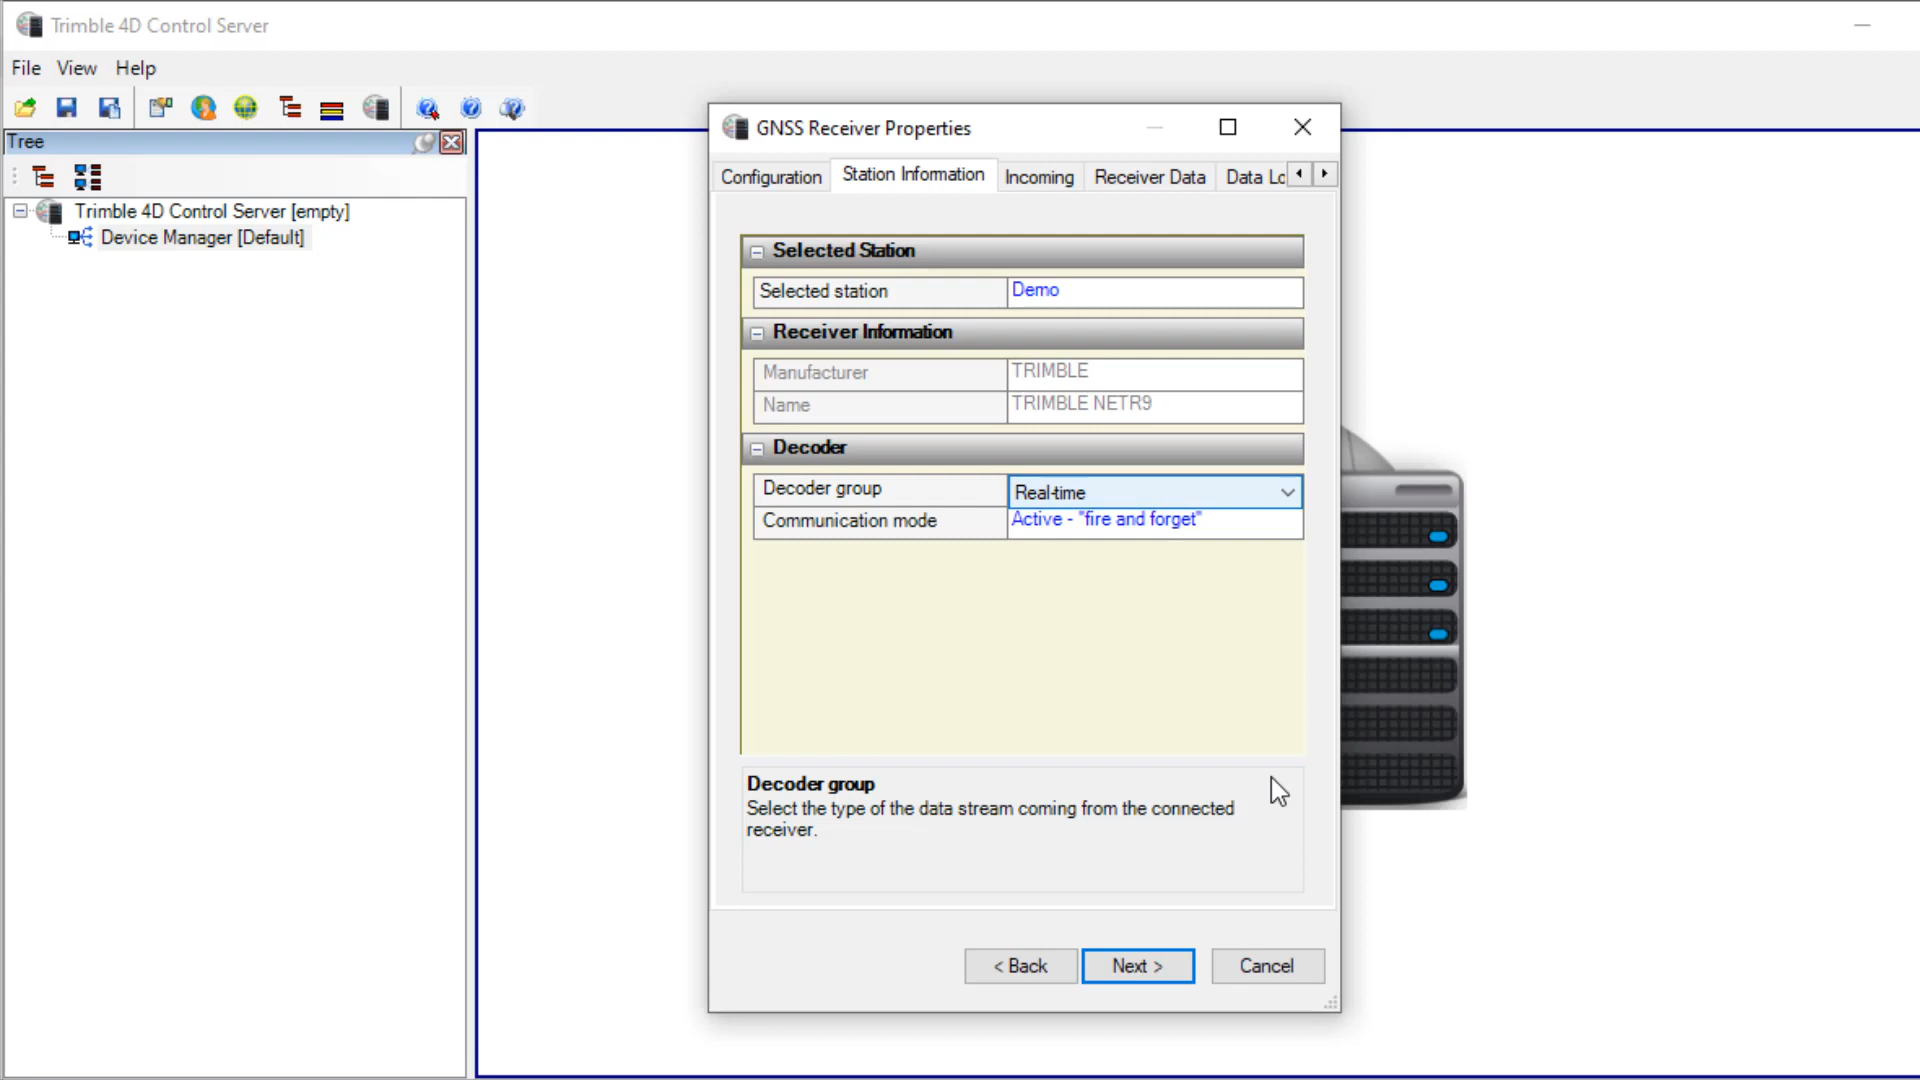 Trimble 4D Control Server
File View Help
Tree
Trimble 4D Control Server [empty]
Device Manager [Default]
GNSS Receiver Properties
Configuration Station Information Incoming Receiver Data Data Lo
Selected Station
Selected station Demo
Receiver Information
Manufacturer TRIMBLE
Name TRIMBLE NETR9
Decoder
Decoder group Real-time
Communication mode Active - "fire and forget"
Decoder group
Select the type of the data stream coming from the connected
receiver.
< Back Next > Cancel